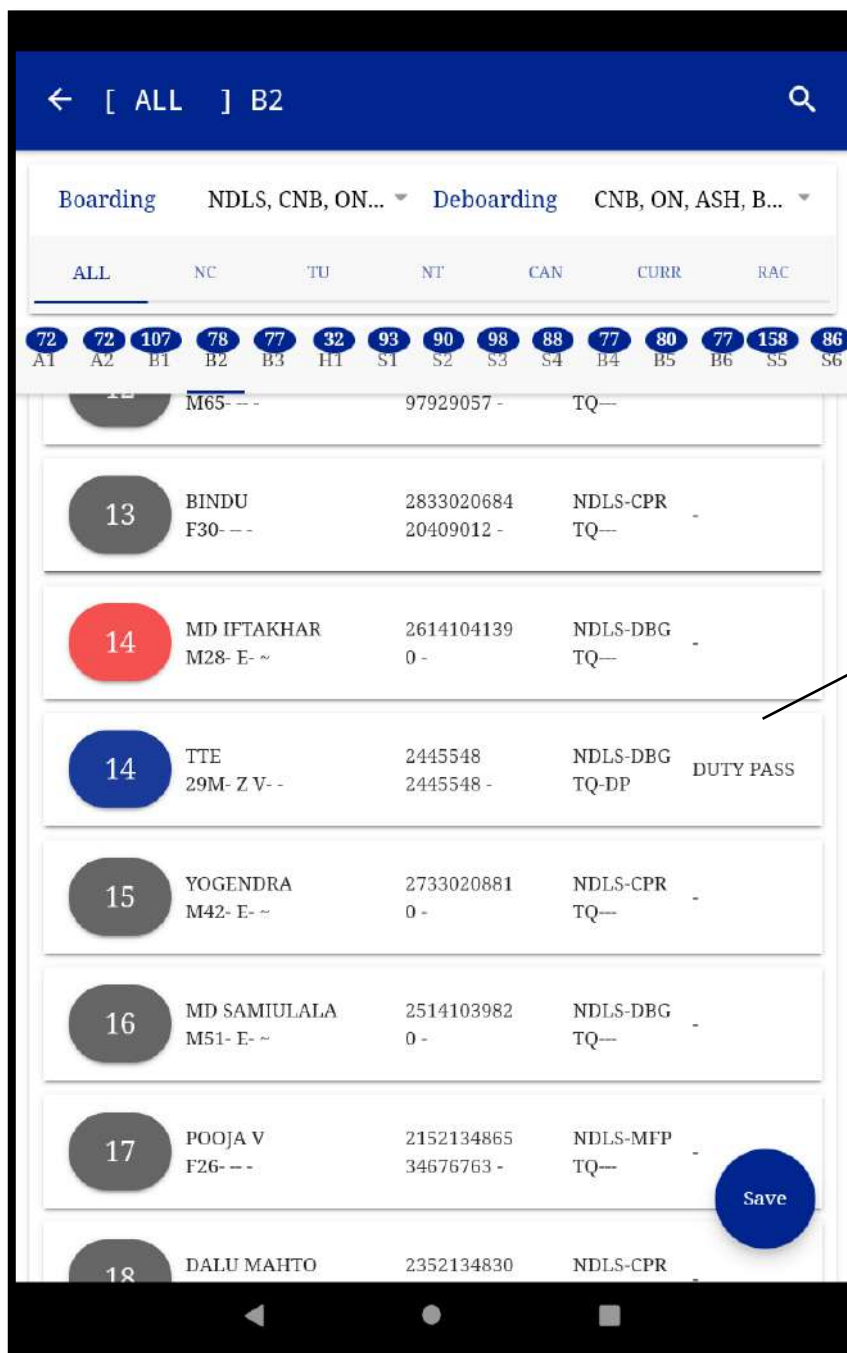 [ ALL ] B2
Boarding NDLS, CNB, ON... Deboarding CNB, ON, ASH, B...
ALL NC TU NT CAN CURR RAC
72 72 107 78 77 32 93 90 98 88 77 80 77 158 86
A1 A2 B1 B2 B3 H1 S1 S2 S3 S4 B4 B5 B6 S5 S6
M65- -- - 97929057 - TQ---
BINDU 2833020684 NDLS-CPR
13 -
F30- -- - 20409012 - TQ---
MD IFTAKHAR 2614104139 NDLS-DBG
14 -
M28- E- ~ 0 - TQ---
TTE 2445548 NDLS-DBG
14 DUTY PASS
29M- Z V- - 2445548 - TQ-DP
YOGENDRA 2733020881 NDLS-CPR
15 -
M42- E- ~ 0 - TQ---
MD SAMIULALA 2514103982 NDLS-DBG
16 -
M51- E- ~ 0 - TQ---
POOJA V 2152134865 NDLS-MFP
17 -
F26- -- - 34676763 - TQ---
Save
DALU MAHTO 2352134830 NDLS-CPR
18 -